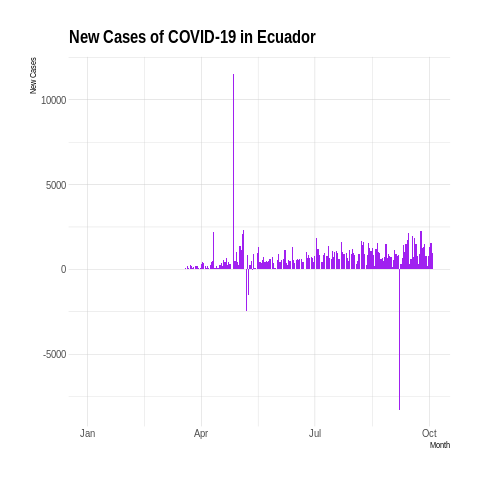 New Cases of COVID-19 in Ecuador
New Cases
10000
5000
0
-5000
Jan
Apr
Jul
Oct
Month